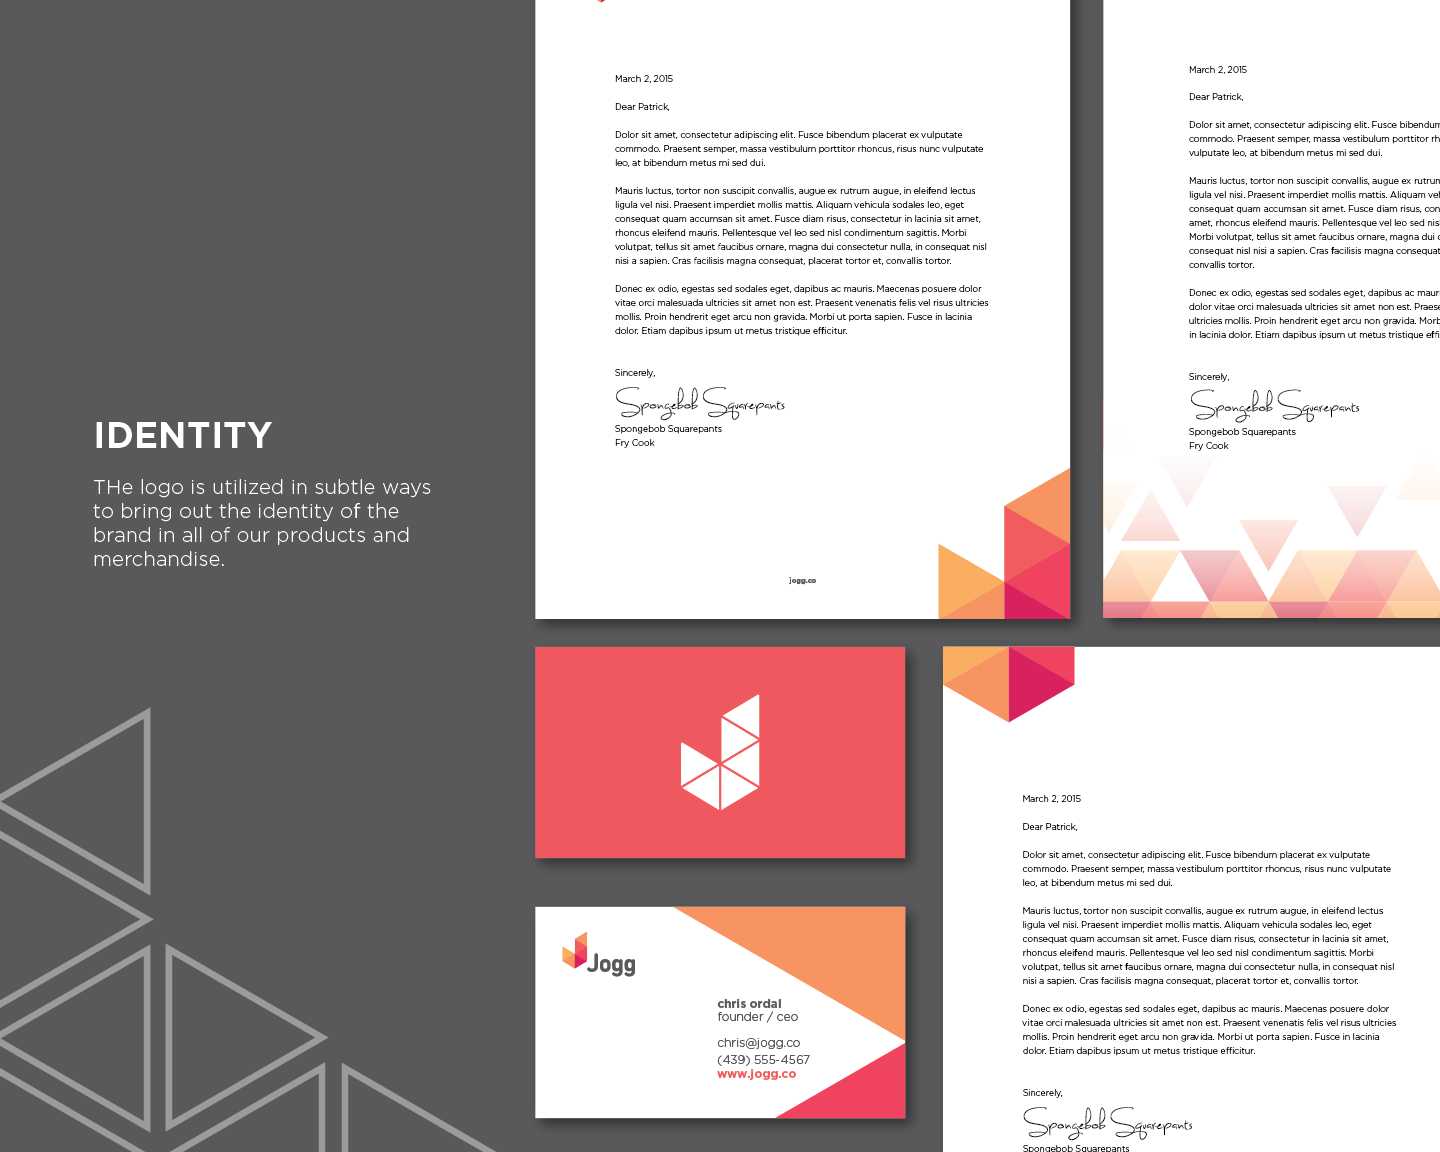 IDENTITY
THe logo is utilized in subtle ways
to bring out the identity of the
brand in all of our products and
merchandise.
March 2, 2015
Dear Patrick,
Dolor sit amet, consectetur adipiscing elit. Fusce bibendum placerat ex vulputate
commodo. Praesent semper, massa vestibulum porttitor rhoncus, risus nunc vulputate
leo, at bibendum metus mi sed dui.
Mauris luctus, tortor non suscipit convallis, augue ex rutrum augue, in eleifend lectus
ligula vel nisi. Praesent imperdiet mollis mattis. Aliquam vehicula sodales leo, eget
consequat quam accumsan sit amet. Fusce diam risus, consectetur in lacinia sit amet,
rhoncus eleifend mauris. Pellentesque vel leo sed nisl condimentum sagittis. Morbi
volutpat, tellus sit amet faucibus ornare, magna dui consectetur nulla, in consequat nisl
nisi a sapien. Cras facilisis magna consequat, placerat tortor et, convallis tortor.
Donec ex odio, egestas sed sodales eget, dapibus ac mauris. Maecenas posuere dolor
vitae orci malesuada ultricies sit amet non est. Praesent venenatis felis vel risus ultricies
mollis. Proin hendrerit eget arcu non gravida. Morbi ut porta sapien. Fusce in lacinia
dolor. Etiam dapibus ipsum ut metus tristique efficitur.
Sincerely,
Spongebob Squarepants
Spongebob Squarepants
Fry Cook
jogg.co
March 2, 2015
Dear Patrick,
Dolor sit amet, consectetur adipiscing elit. Fusce bibendum
commodo. Praesent semper, massa vestibulum porttitor rh
vulputate leo, at bibendum metus mi sed dui.
Mauris luctus, tortor non suscipit convallis, augue ex rutrum
ligula vel nisi. Praesent imperdiet mollis mattis. Aliquam vel
consequat quam accumsan sit amet. Fusce diam risus, con
amet, rhoncus eleifend mauris. Pellentesque vel leo sed nis
Morbi volutpat, tellus sit amet faucibus ornare, magna dui c
consequat nisl nisi a sapien. Cras facilisis magna consequat
convallis tortor.
Donec ex odio, egestas sed sodales eget, dapibus ac mauri
dolor vitae orci malesuada ultricies sit amet non est. Praese
ultricies mollis. Proin hendrerit eget arcu non gravida. Morb
in lacinia dolor. Etiam dapibus ipsum ut metus tristique effi
Sincerely,
Spongebob Squarepants
Spongebob Squarepants
Fry Cook
Jogg
chris ordal
founder / ceo
chris@jogg.co
(439) 555-4567
www.jogg.co
March 2, 2015
Dear Patrick,
Dolor sit amet, consectetur adipiscing elit. Fusce bibendum placerat ex vulputate
commodo. Praesent semper, massa vestibulum porttitor rhoncus, risus nunc vulputate
leo, at bibendum metus mi sed dui.
Mauris luctus, tortor non suscipit convallis, augue ex rutrum augue, in eleifend lectus
ligula vel nisi. Praesent imperdiet mollis mattis. Aliquam vehicula sodales leo, eget
consequat quam accumsan sit amet. Fusce diam risus, consectetur in lacinia sit amet,
rhoncus eleifend mauris. Pellentesque vel leo sed nisl condimentum sagittis. Morbi
volutpat, tellus sit amet faucibus ornare, magna dui consectetur nulla, in consequat nisl
nisi a sapien. Cras facilisis magna consequat, placerat tortor et, convallis tortor.
Donec ex odio, egestas sed sodales eget, dapibus ac mauris. Maecenas posuere dolor
vitae orci malesuada ultricies sit amet non est. Praesent venenatis felis vel risus ultricies
mollis. Proin hendrerit eget arcu non gravida. Morbi ut porta sapien. Fusce in lacinia
dolor. Etiam dapibus ipsum ut metus tristique efficitur.
Sincerely,
Spongebob Squarepants
Spongebob Squarepants